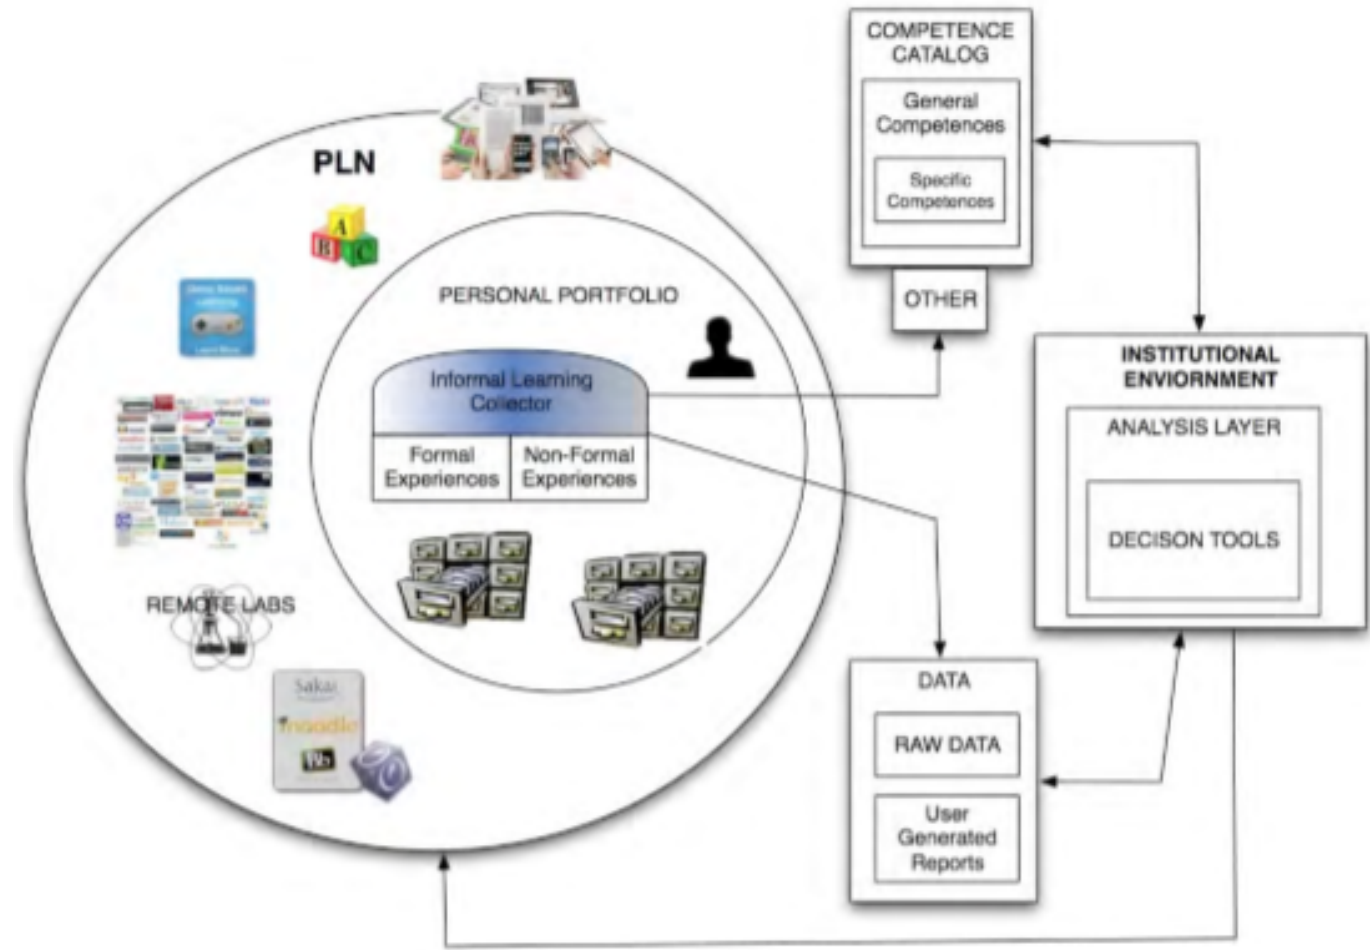 COMPETENCE
CATALOG
General
Competences
Specific
Competences
OTHER
PLN
A
B
C
PERSONAL PORTFOLIO
Informal Learning
Collector
Formal
Experiences
Non-Formal
Experiences
REMOTE LABS
Sakai
moodle
INSTITUTIONAL
ENVIORNMENT
ANALYSIS LAYER
DECISON TOOLS
DATA
RAW DATA
User
Generated
Reports